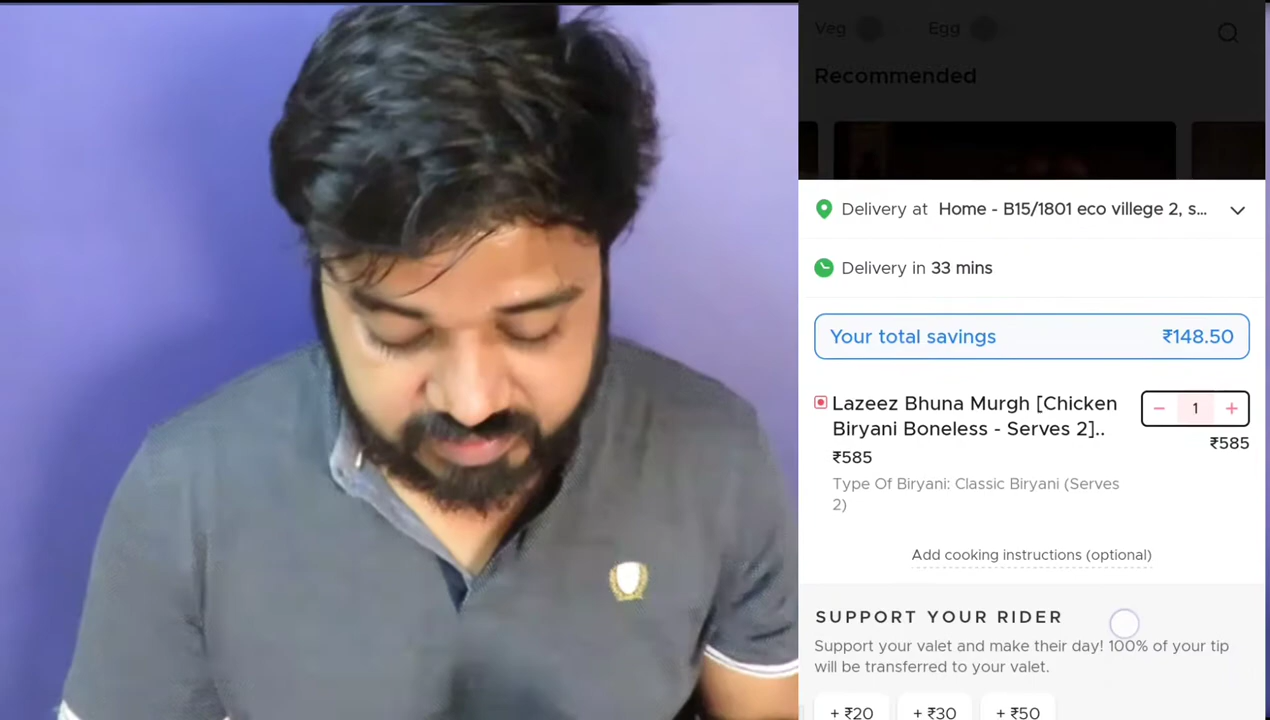 Veg
Egg
Recommended
Delivery at Home - B15/1801 eco villege 2, s...
Delivery in 33 mins
Your total savings ₹148.50
Lazeez Bhuna Murgh [Chicken
Biryani Boneless - Serves 2]..
- 1 +
₹585
₹585
Type Of Biryani: Classic Biryani (Serves
2)
Add cooking instructions (optional)
SUPPORT YOUR RIDER
Support your valet and make their day! 100% of your tip
will be transferred to your valet.
+ ₹20 + ₹30 + ₹50